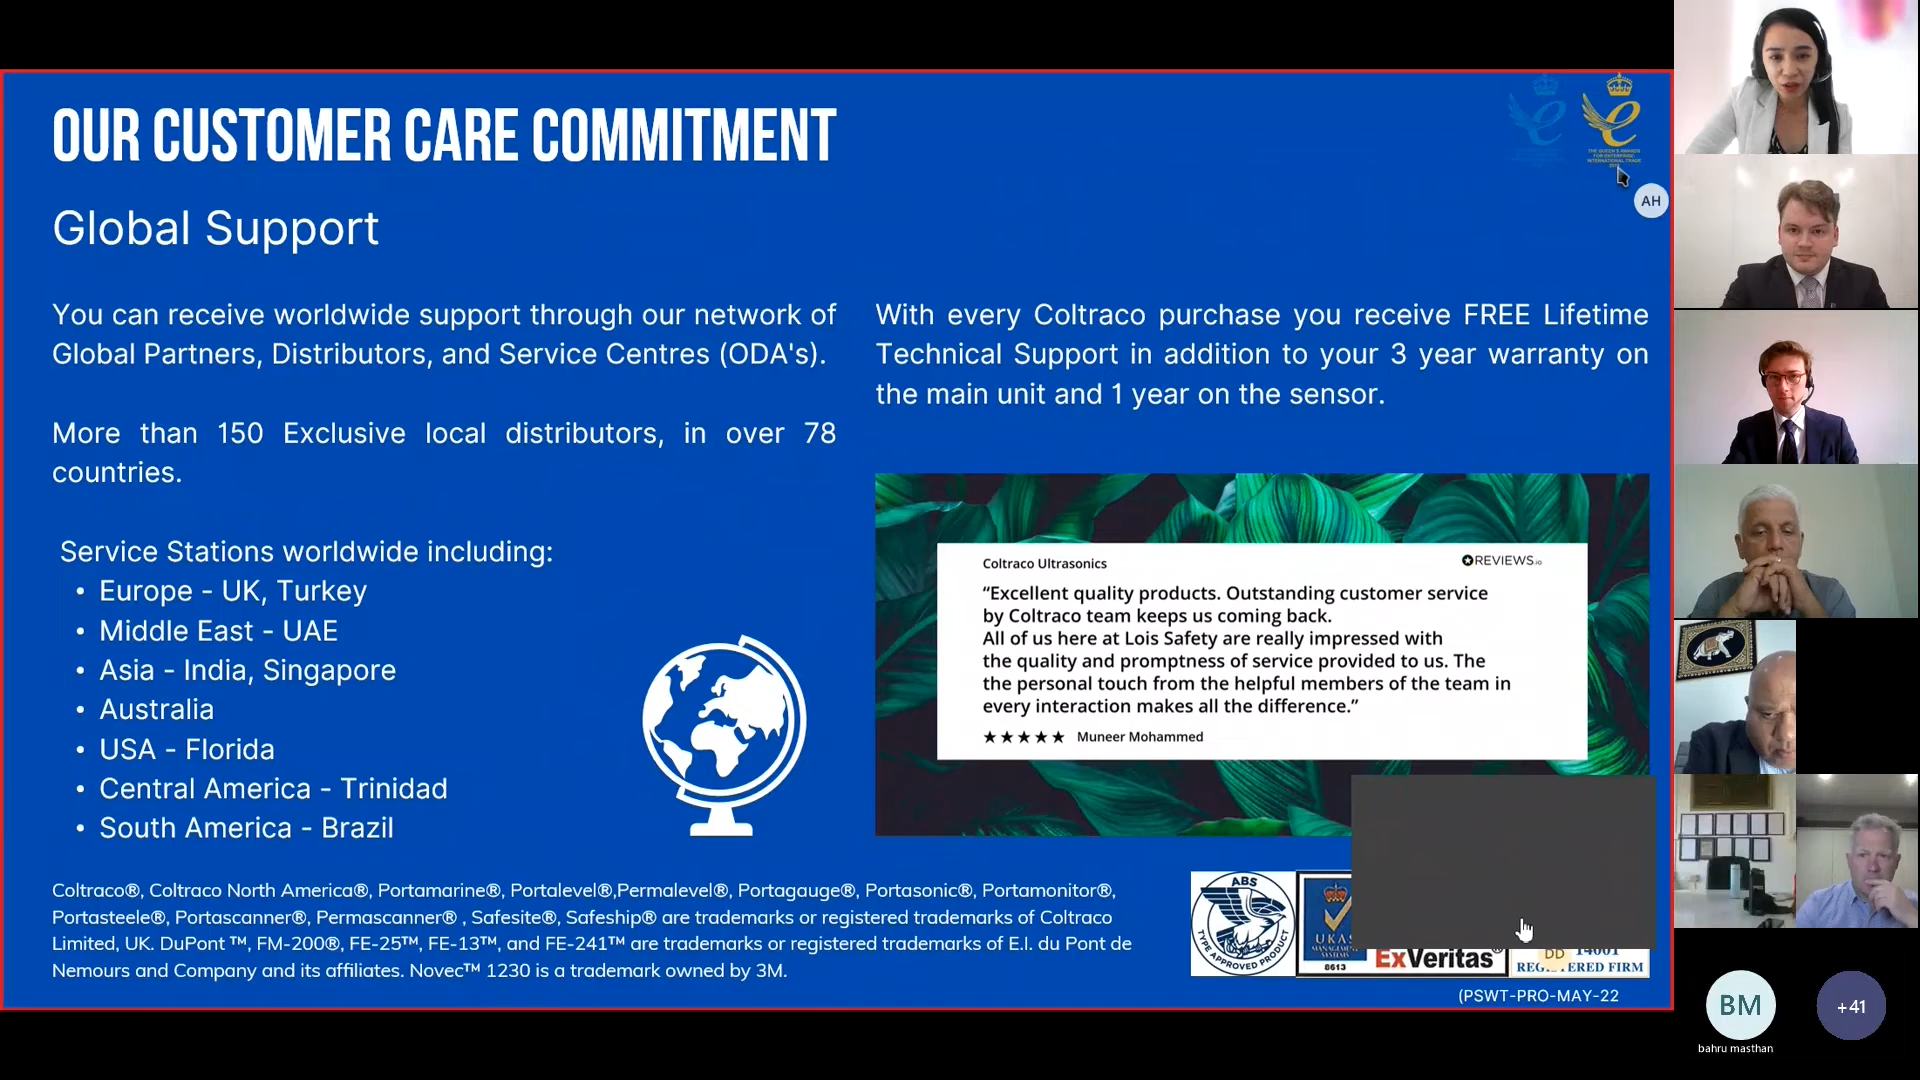 OUR CUSTOMER CARE COMMITMENT
THE QUEEN'S AWARDS
FOR ENTERPRISE:
INTERNATIONAL TRADE
AH
Global Support
You can receive worldwide support through our network of
Global Partners, Distributors, and Service Centres (ODA's).
More than 150 Exclusive local distributors, in over 78
countries.
Service Stations worldwide including:
• Europe - UK, Turkey
• Middle East - UAE
• Asia - India, Singapore
• Australia
• USA - Florida
• Central America - Trinidad
• South America - Brazil
With every Coltraco purchase you receive FREE Lifetime
Technical Support in addition to your 3 year warranty on
the main unit and 1 year on the sensor.
Coltraco Ultrasonics
REVIEWS.io
“Excellent quality products. Outstanding customer service
by Coltraco team keeps us coming back.
All of us here at Lois Safety are really impressed with
the quality and promptness of service provided to us. The
the personal touch from the helpful members of the team in
every interaction makes all the difference.”
★★★★★ Muneer Mohammed
Coltraco®, Coltraco North America®, Portamarine®, Portalevel®,Permalevel®, Portagauge®, Portasonic®, Portamonitor®,
Portasteele®, Portascanner®, Permascanner® , Safesite®, Safeship® are trademarks or registered trademarks of Coltraco
Limited, UK. DuPont ™, FM-200®, FE-25™, FE-13™, and FE-241™ are trademarks or registered trademarks of E.I. du Pont de
Nemours and Company and its affiliates. Novec™ 1230 is a trademark owned by 3M.
ABS
TYPE APPROVED PRODUCT
UKAS
MANAGEMENT
SYSTEMS
8613
ExVeritas®
DD
14001
FIRM
(PSWT-PRO-MAY-22
BM
bahru masthan
+41